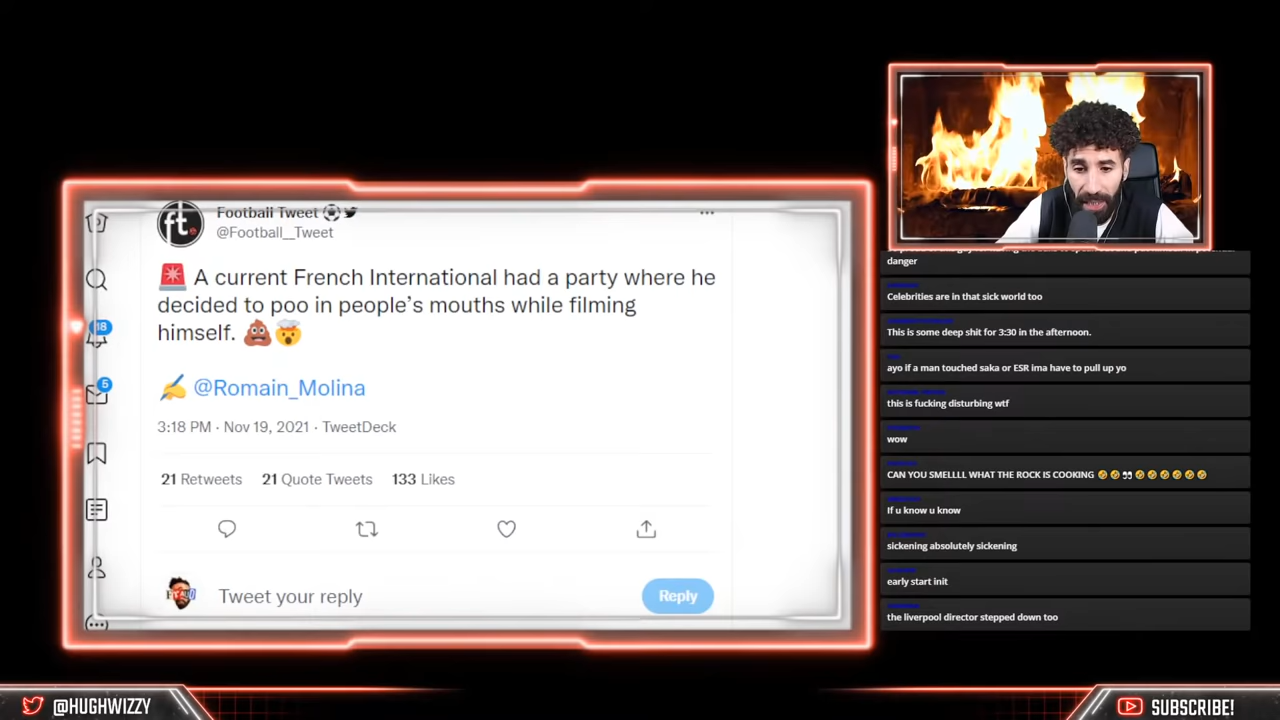 Football Tweet
@Football__Tweet
🚨 A current French International had a party where he
decided to poo in people's mouths while filming
himself. 💩🤯
✍️ @Romain_Molina
3:18 PM · Nov 19, 2021 · TweetDeck
21 Retweets 21 Quote Tweets 133 Likes
Tweet your reply
Reply
18
5
ft
danger
Celebrities are in that sick world too
This is some deep shit for 3:30 in the afternoon.
ayo if a man touched saka or ESR ima have to pull up yo
this is fucking disturbing wtf
wow
CAN YOU SMELLLL WHAT THE ROCK IS COOKING 🤣🤣👀🤣🤣🤣🤣🤣🤣
If u know u know
sickening absolutely sickening
early start init
the liverpool director stepped down too
@HUGHWIZZY
SUBSCRIBE!